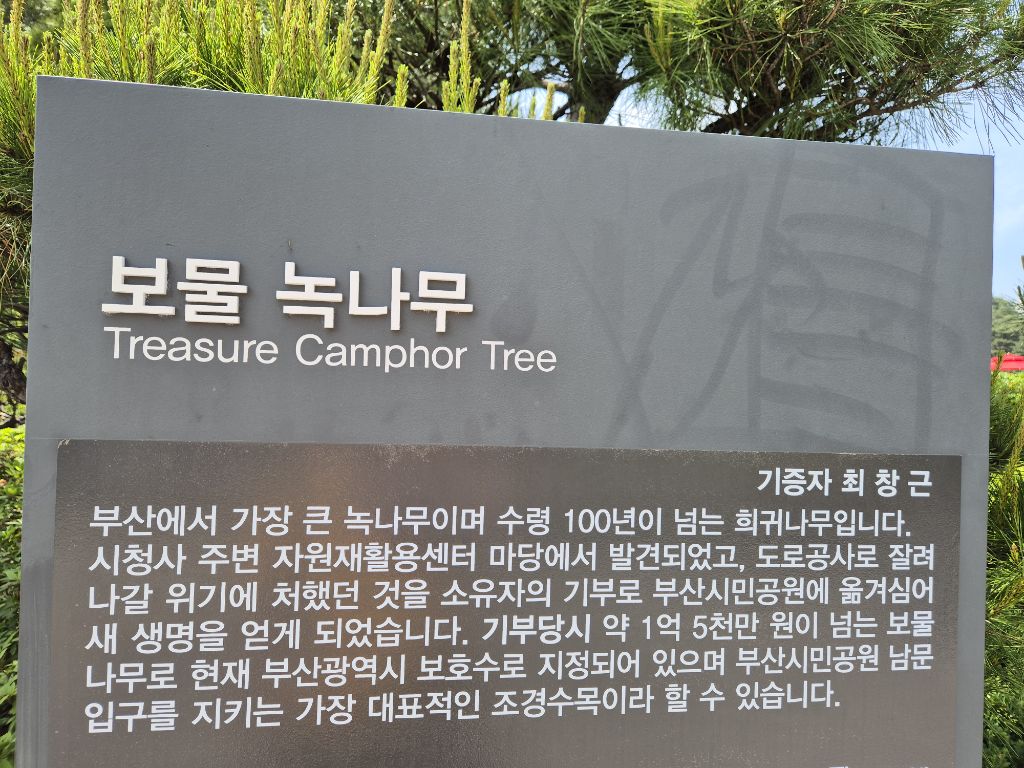 보물 녹나무
Treasure Camphor Tree
기증자 최 창 근
부산에서 가장 큰 녹나무이며 수령 100년이 넘는 희귀나무입니다.
시청사 주변 자원재활용센터 마당에서 발견되었고, 도로공사로 잘려
나갈 위기에 처했던 것을 소유자의 기부로 부산시민공원에 옮겨심어
새 생명을 얻게 되었습니다. 기부당시 약 1억 5천만 원이 넘는 보물
나무로 현재 부산광역시 보호수로 지정되어 있으며 부산시민공원 남문
입구를 지키는 가장 대표적인 조경수목이라 할 수 있습니다.